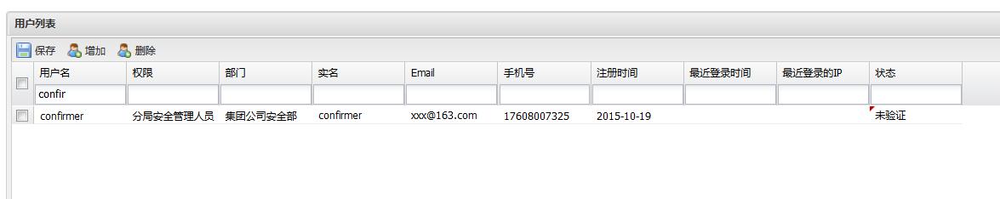 用户列表
保存 增加 删除
用户名 权限 部门 实名 Email 手机号 注册时间 最近登录时间 最近登录的IP 状态
confir
confirmer 分局安全管理人员 集团公司安全部 confirmer xxx@163.com 17608007325 2015-10-19 未验证